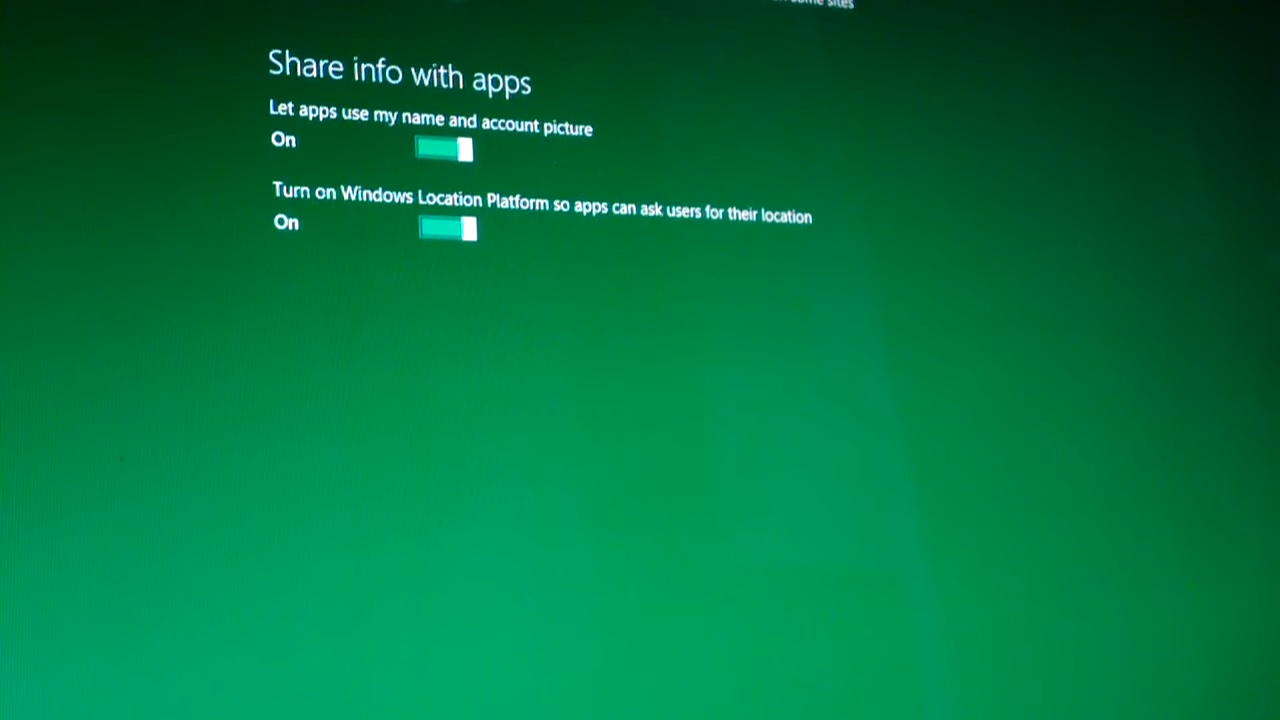 sites
Share info with apps
Let apps use my name and account picture
On
Turn on Windows Location Platform so apps can ask users for their location
On